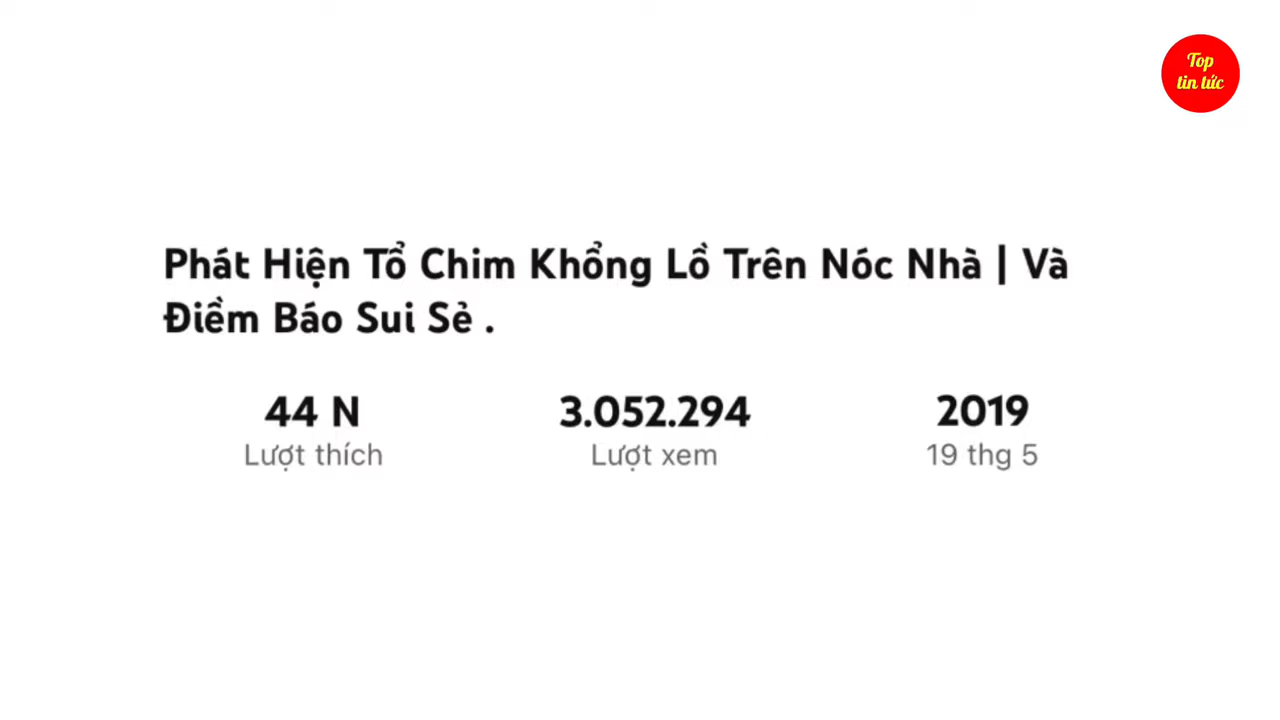 Top
tin tức
Phát Hiện Tổ Chim Khổng Lồ Trên Nóc Nhà | Và
Điềm Báo Sui Sẻ .
44 N
Lượt thích
3.052.294
Lượt xem
2019
19 thg 5